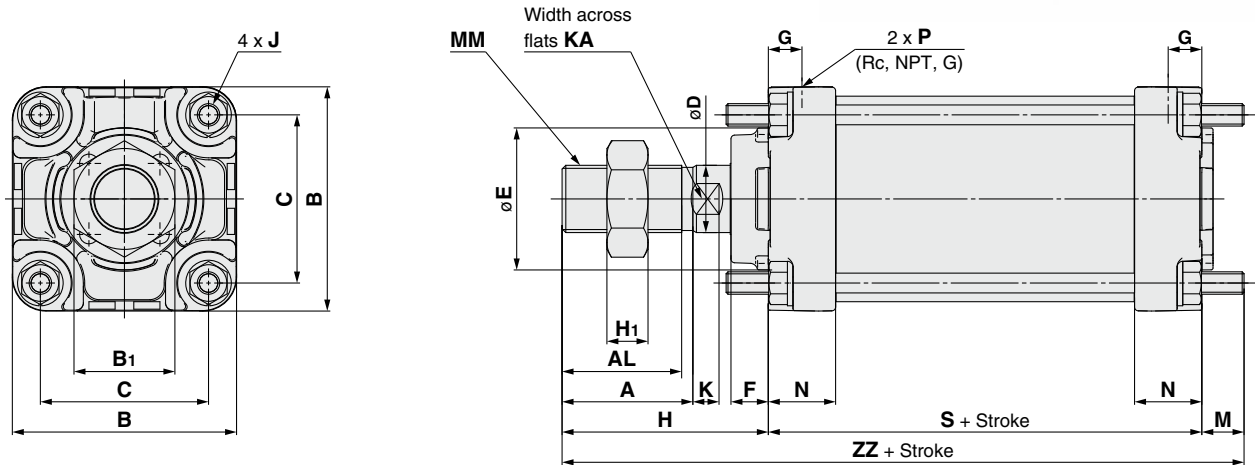 4 x J
C
B
B1
C
B
MM
Width across
flats KA
øD
G
2 x P
(Rc, NPT, G)
G
øE
H1
AL
A
K
F
N
N
H
S + Stroke
M
ZZ + Stroke